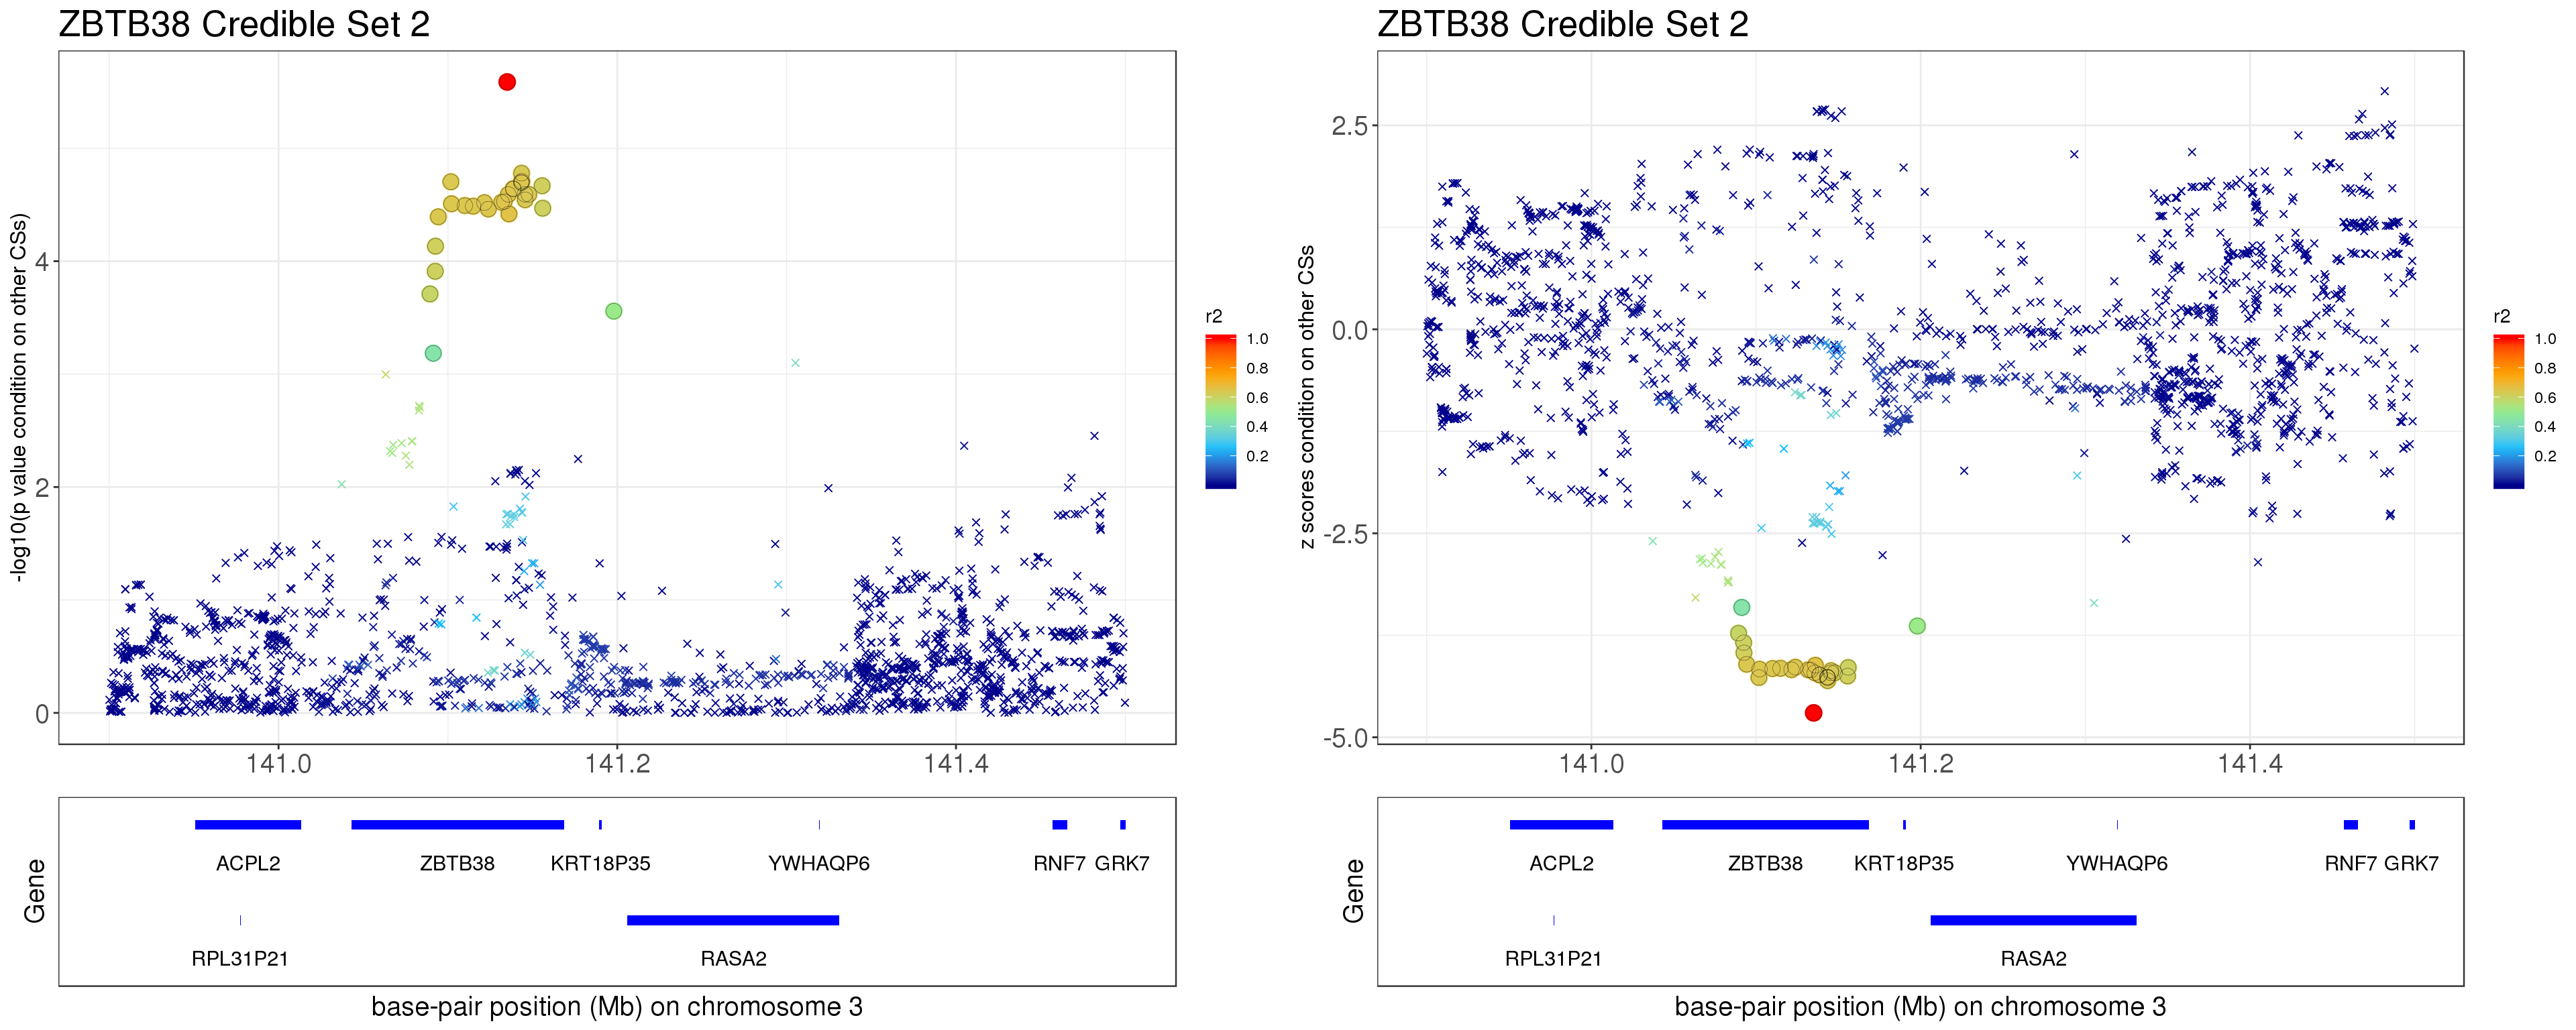 ZBTB38 Credible Set 2
-log10(p value condition on other CSs)
4
2
0
141.0 141.2 141.4
r2
1.0
0.8
0.6
0.4
0.2
Gene
ACPL2 ZBTB38 KRT18P35 YWHAQP6 RNF7 GRK7
RPL31P21 RASA2
base-pair position (Mb) on chromosome 3
ZBTB38 Credible Set 2
z scores condition on other CSs
2.5
0.0
-2.5
-5.0
141.0 141.2 141.4
r2
1.0
0.8
0.6
0.4
0.2
Gene
ACPL2 ZBTB38 KRT18P35 YWHAQP6 RNF7 GRK7
RPL31P21 RASA2
base-pair position (Mb) on chromosome 3